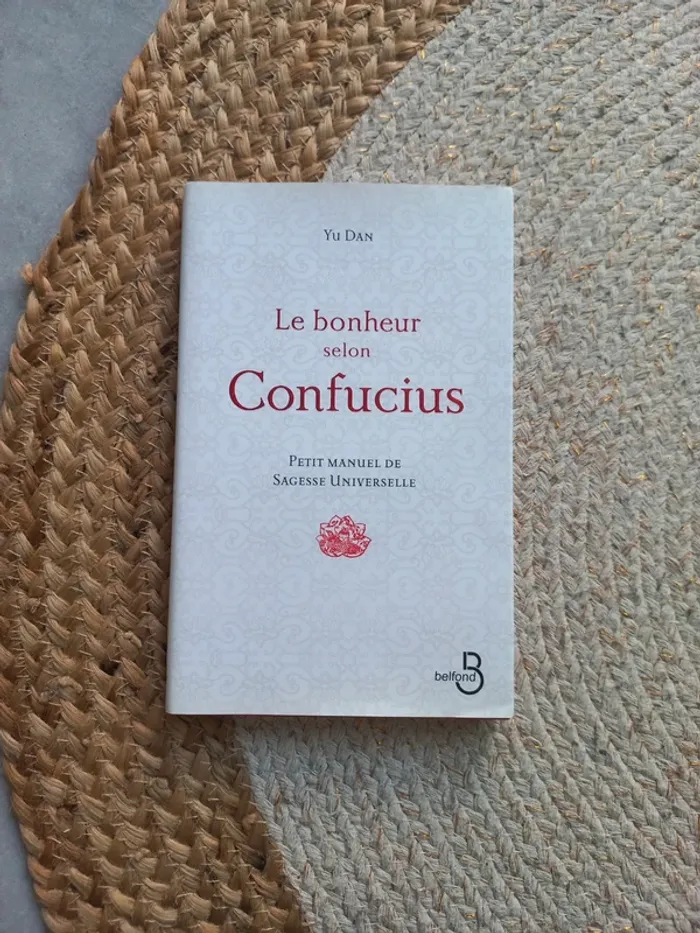 Yu Dan
Le bonheur
selon
Confucius
Petit manuel de
Sagesse Universelle
belfond
B